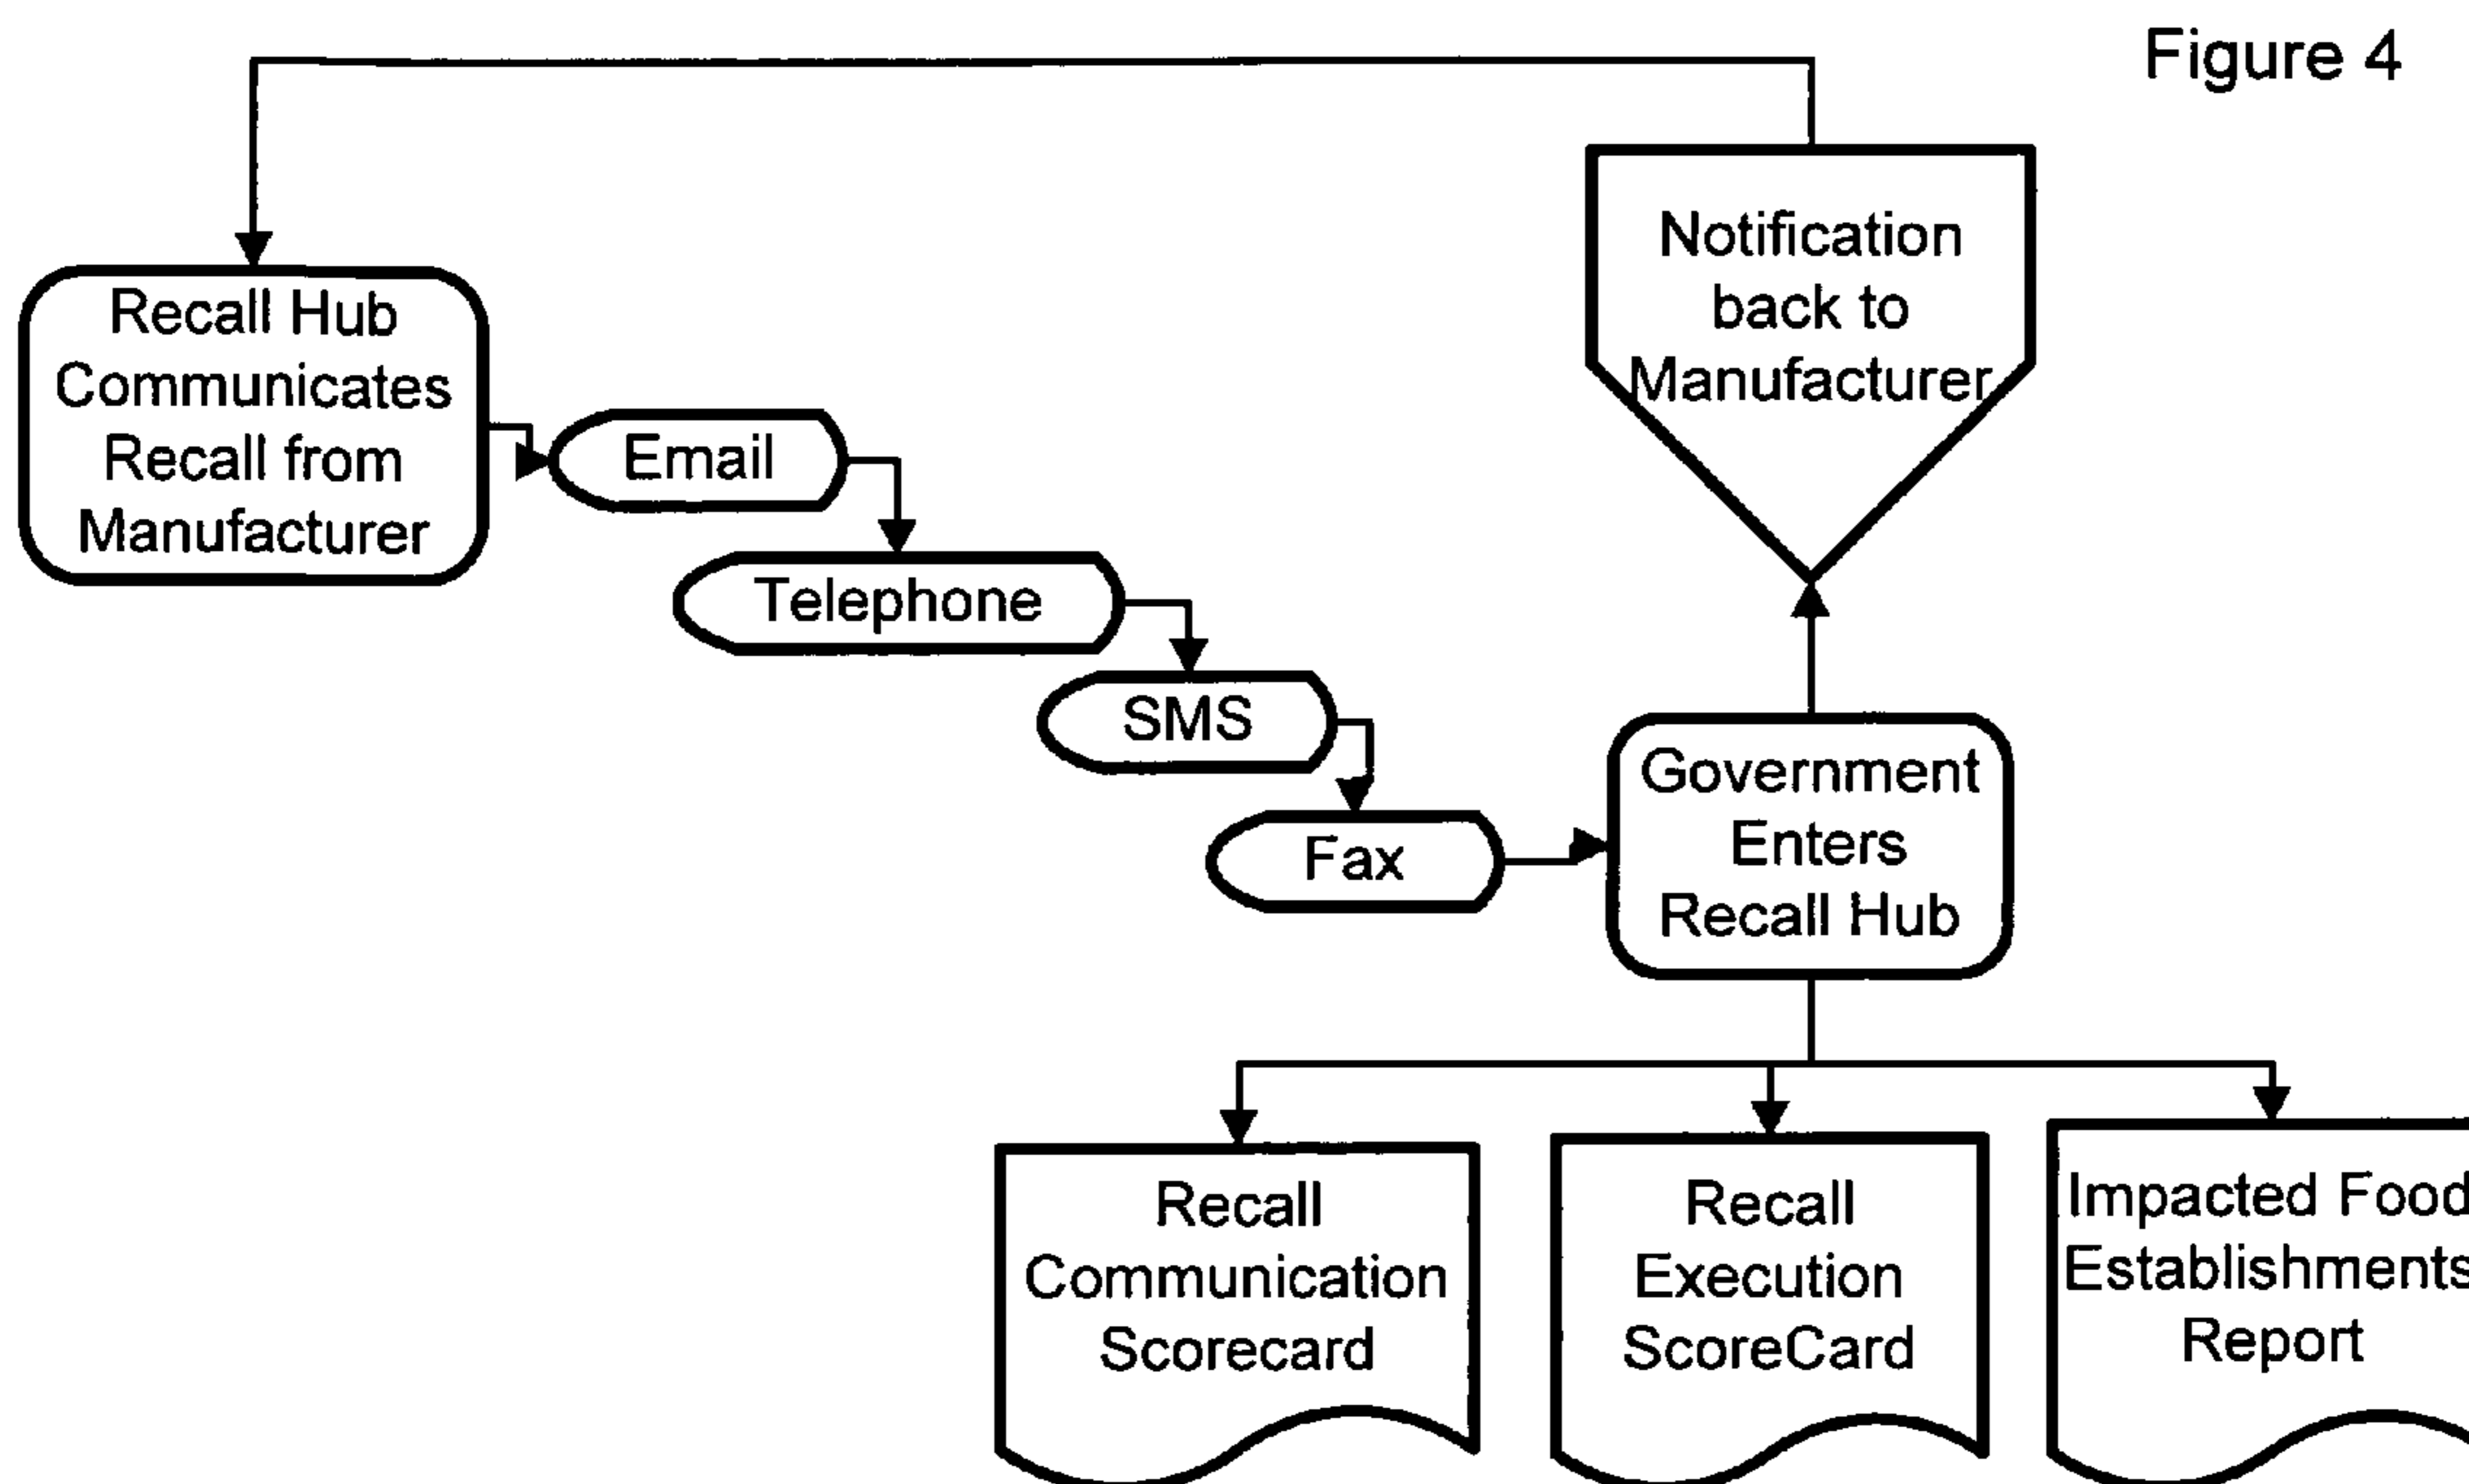 Figure 4
Notification
back to
Manufacturer
Recall Hub
Communicates
Recall from
Manufacturer
Email
Telephone
SMS
Fax
Government
Enters
Recall Hub
Recall
Communication
Scorecard
Recall
Execution
ScoreCard
Impacted Food
Establishments
Report